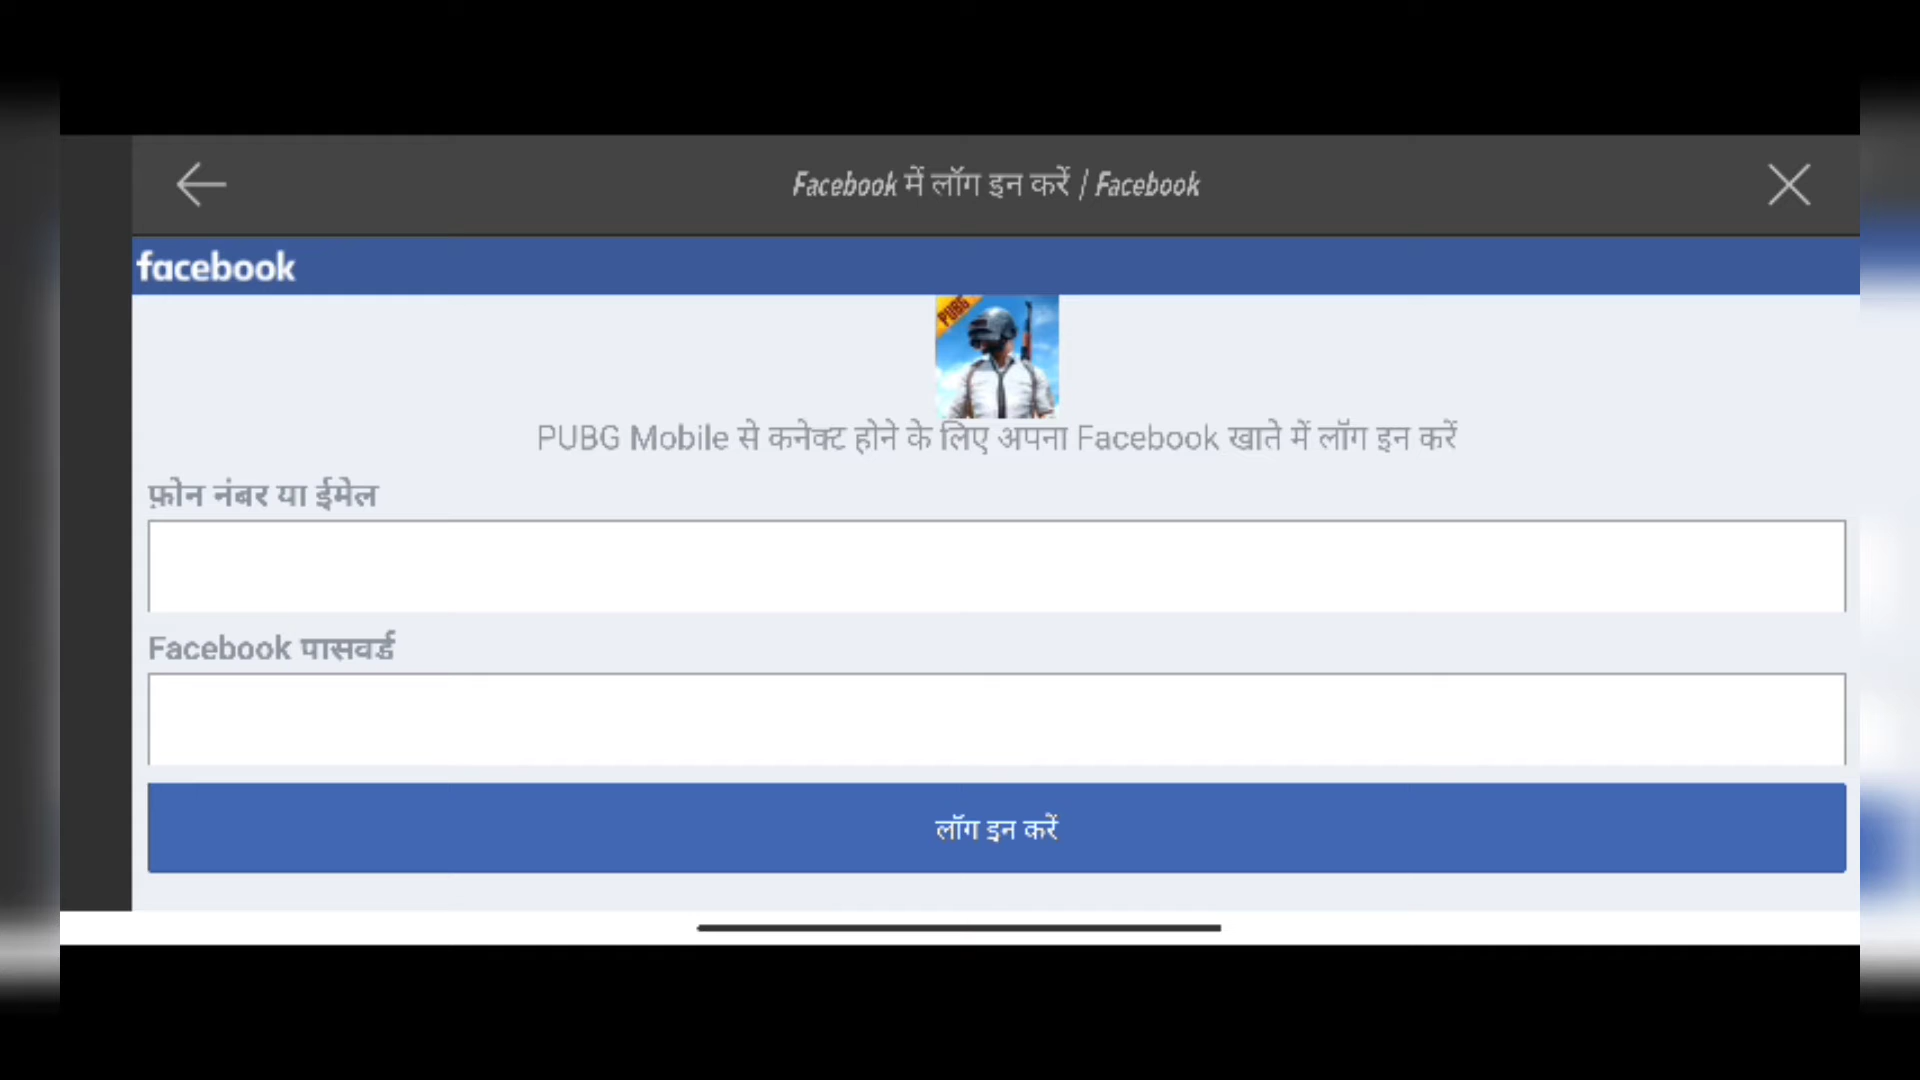 Facebook में लॉग इन करें / Facebook
facebook
PUBG
PUBG Mobile से कनेक्ट होने के लिए अपना Facebook खाते में लॉग इन करें
फ़ोन नंबर या ईमेल
Facebook पासवर्ड
लॉग इन करें